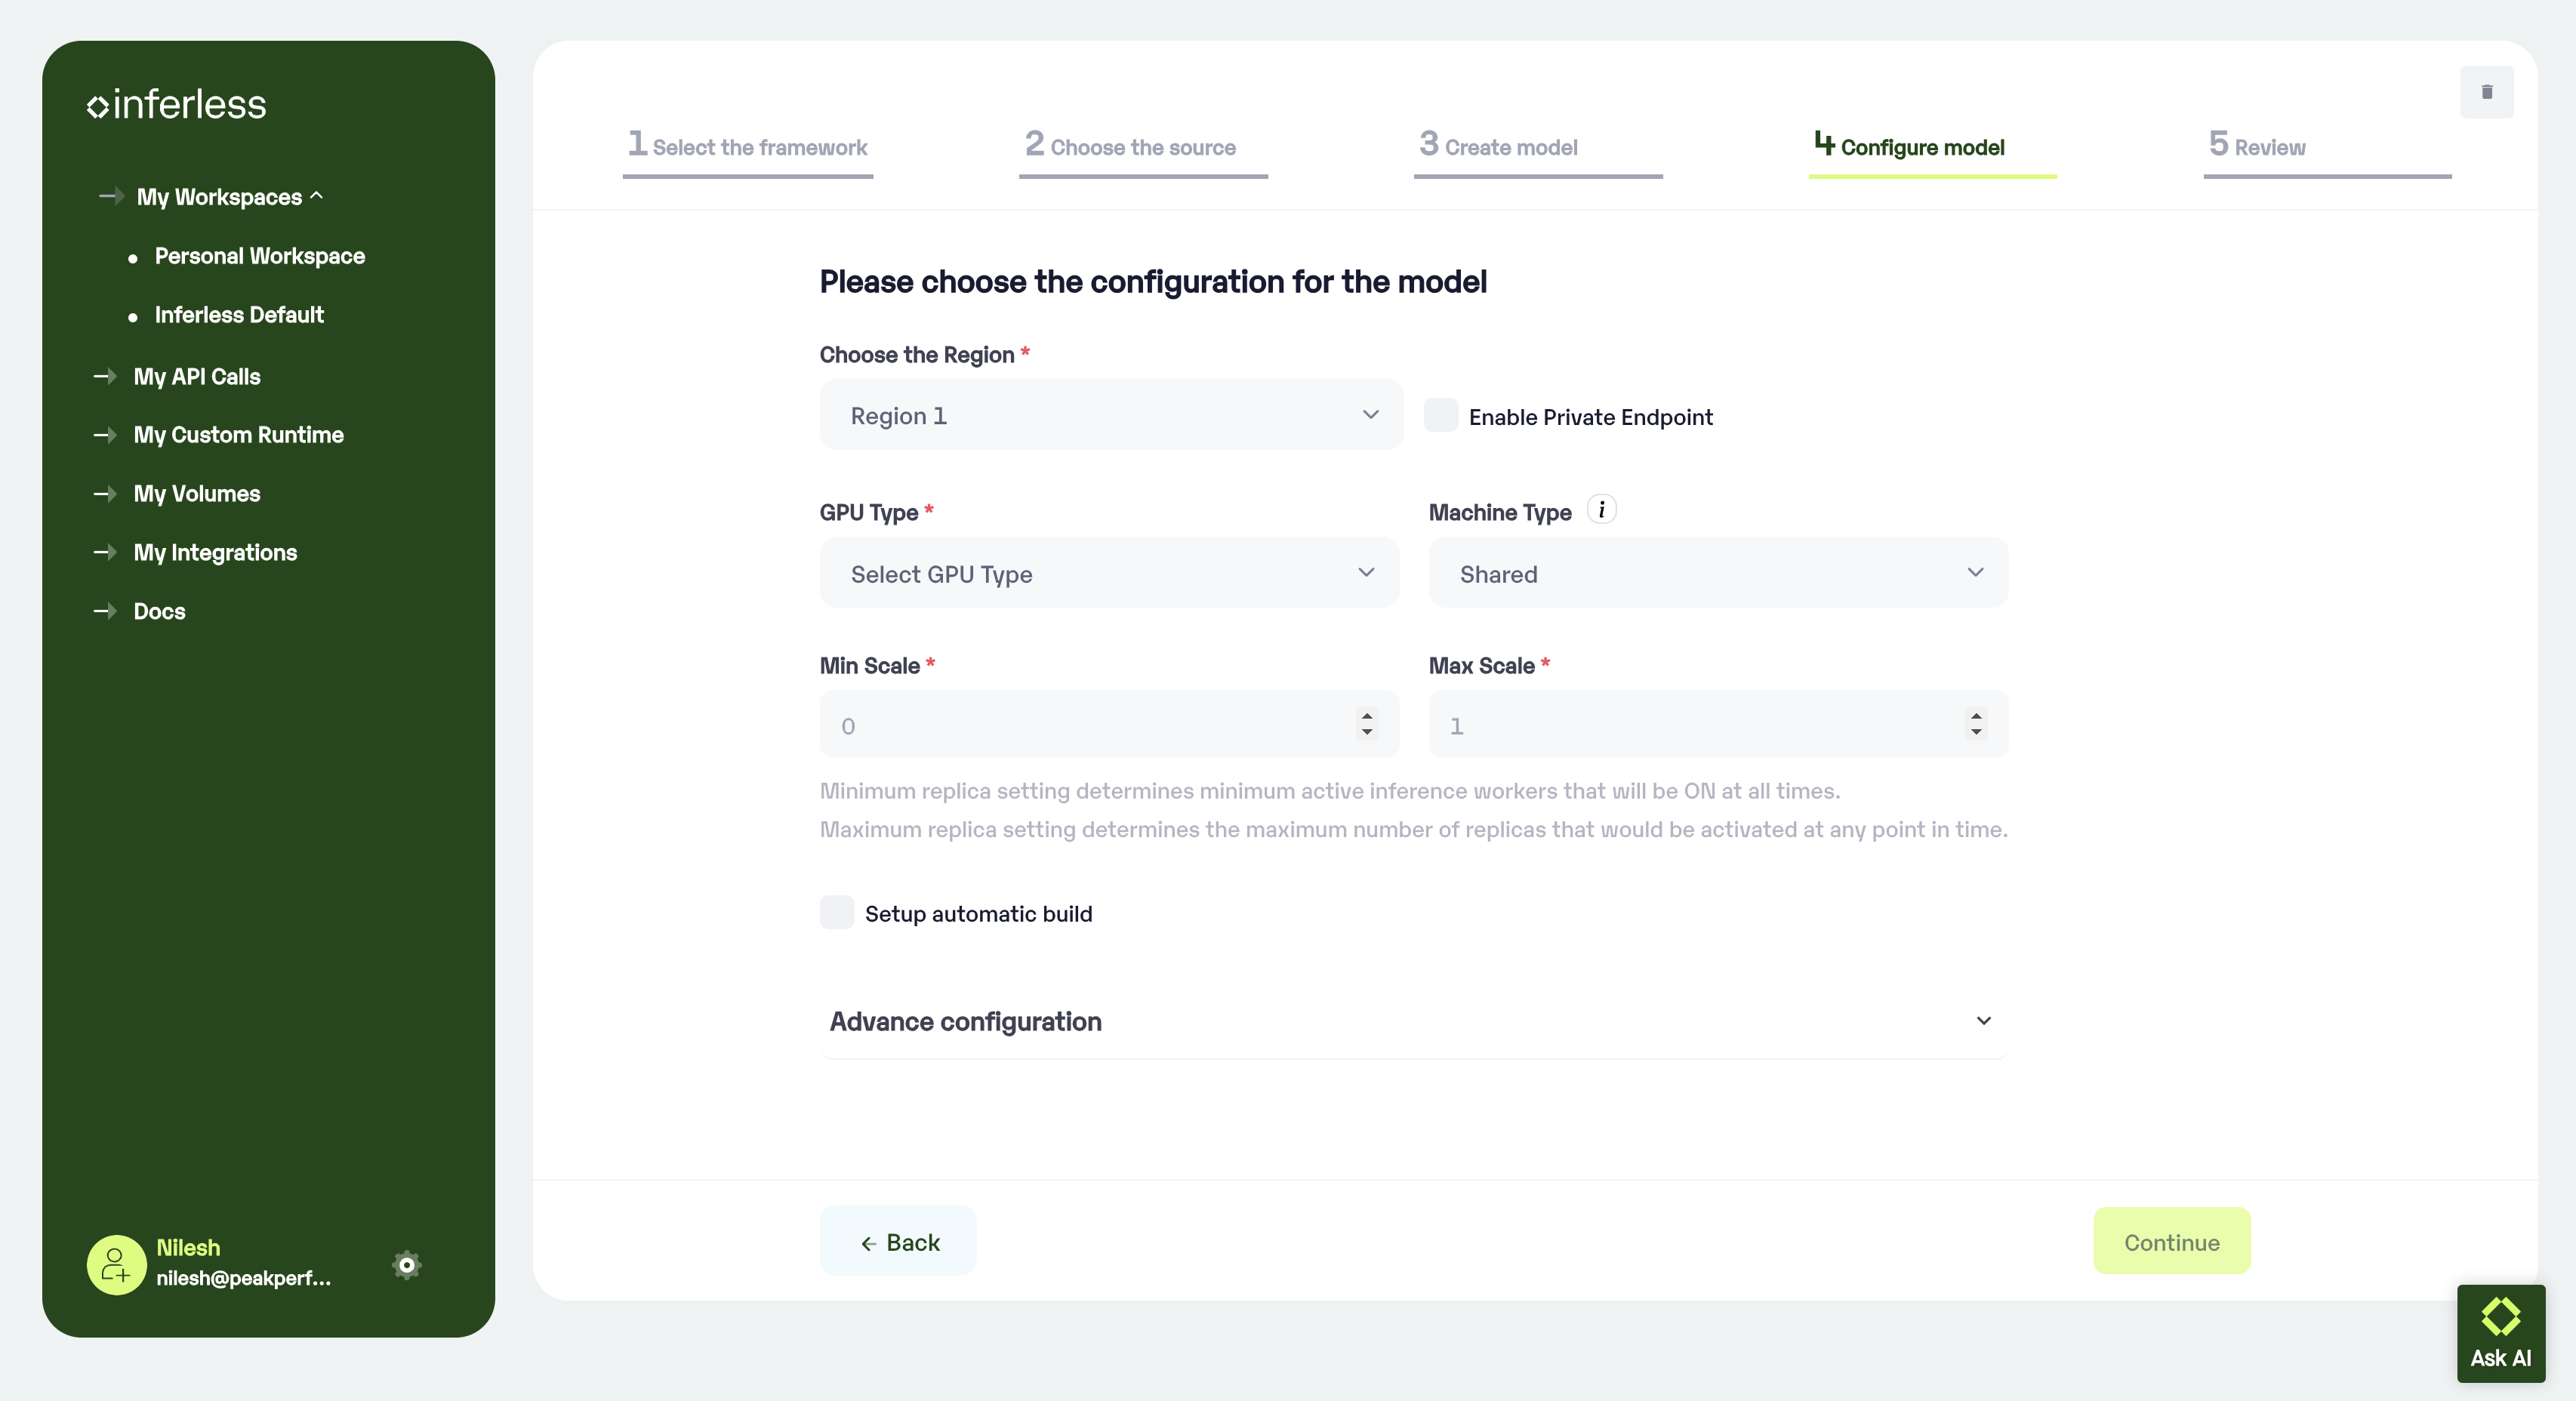 inferless
My Workspaces
Personal Workspace
Inferless Default
My API Calls
My Custom Runtime
My Volumes
My Integrations
Docs
Nilesh
nilesh@peakperf...
1 Select the framework
2 Choose the source
3 Create model
4 Configure model
5 Review
Please choose the configuration for the model
Choose the Region *
Region 1
Enable Private Endpoint
GPU Type *
Machine Type i
Select GPU Type
Shared
Min Scale *
Max Scale *
0
1
Minimum replica setting determines minimum active inference workers that will be ON at all times.
Maximum replica setting determines the maximum number of replicas that would be activated at any point in time.
Setup automatic build
Advance configuration
Back
Continue
Ask AI